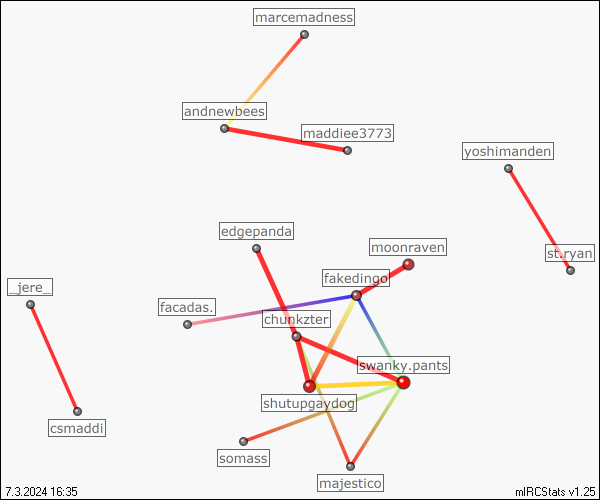 marcemadness
andnewbees
maddiee3773
yoshimanden
edgepanda
moonraven
st.ryan
fakedingo
_jere_
facadas.
chunkzter
swanky.pants
shutupgaydog
csmaddi
somass
majestico
7.3.2024 16:35
mIRCStats v1.25